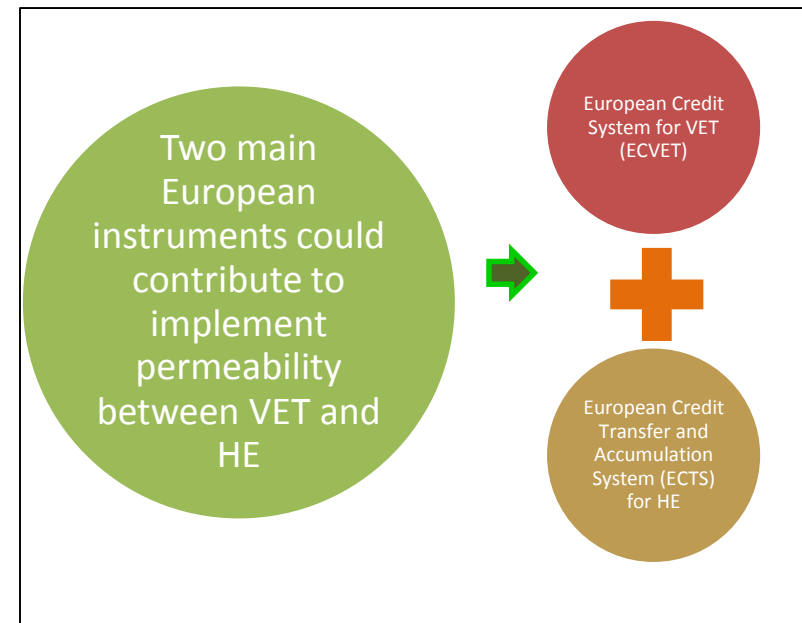 Two main
European
instruments could
contribute to
implement
permeability
between VET and
HE
European Credit
System for VET
(ECVET)
European Credit
Transfer and
Accumulation
System (ECTS)
for HE